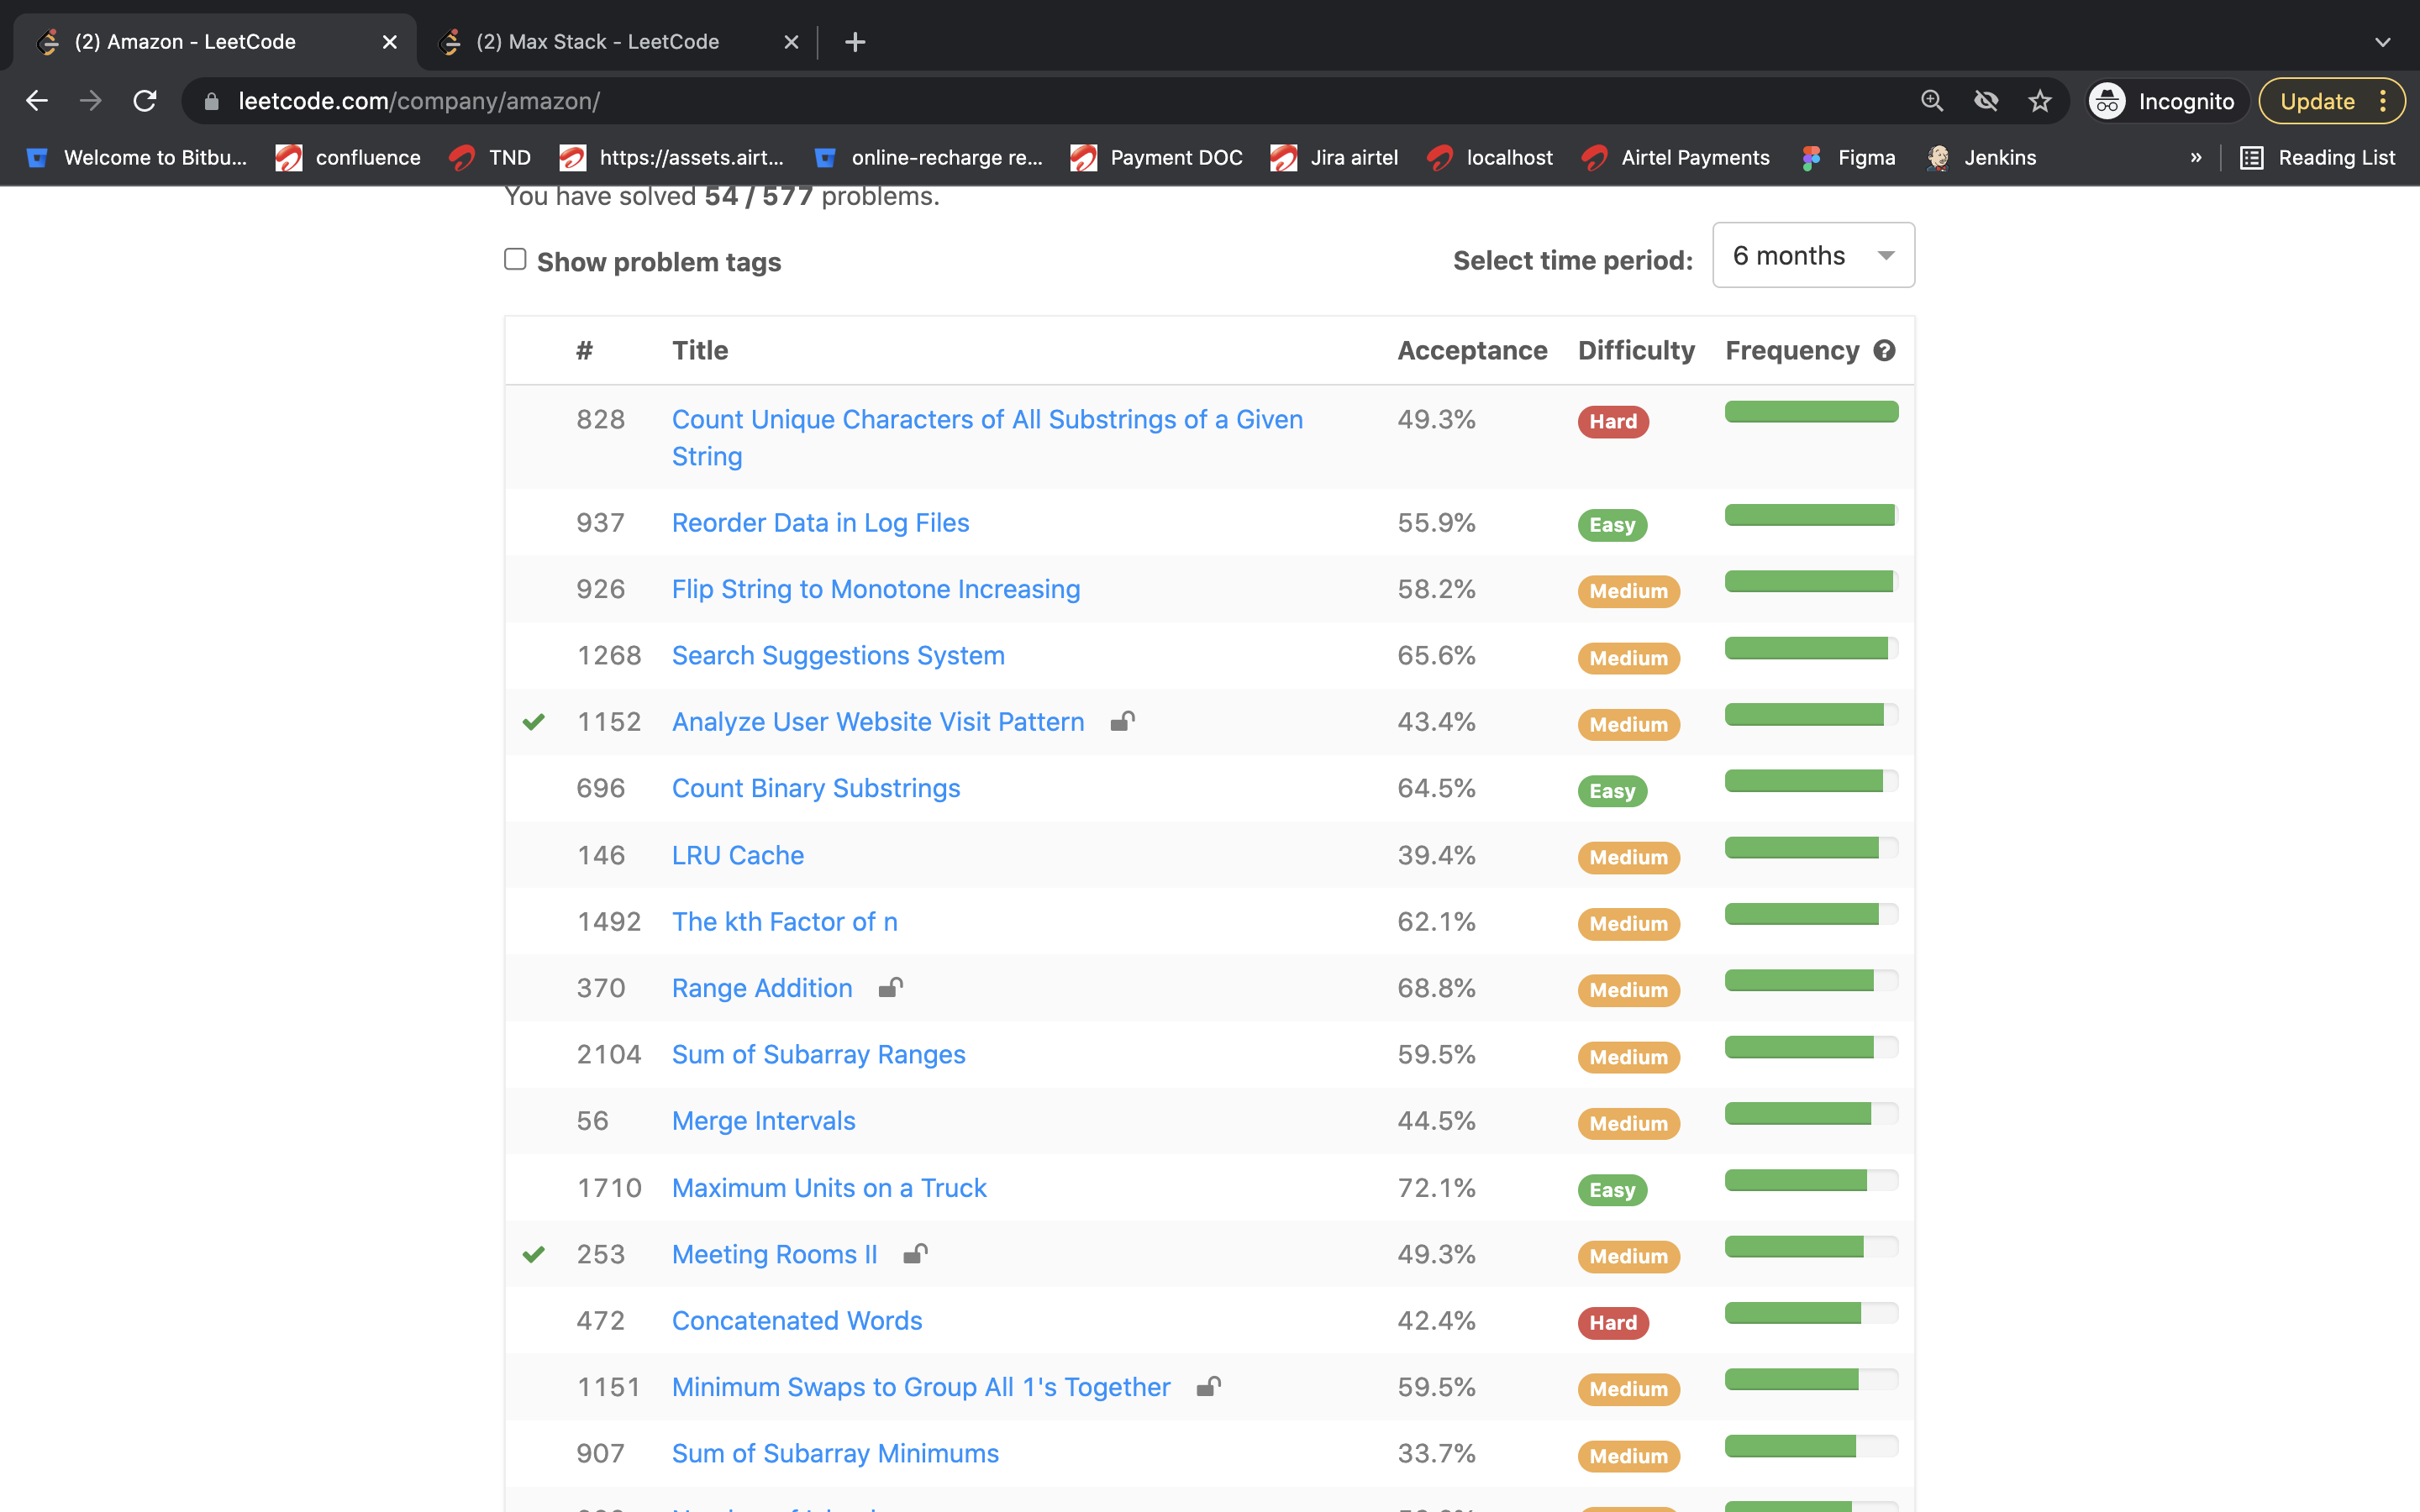 (2) Amazon - LeetCode
(2) Max Stack - LeetCode
leetcode.com/company/amazon/
Incognito
Update
Welcome to Bitbu...
confluence
TND
https://assets.airt...
online-recharge re...
Payment DOC
Jira airtel
localhost
Airtel Payments
Figma
Jenkins
»
Reading List
You have solved 54 / 577 problems.
Show problem tags
Select time period:
6 months
# Title Acceptance Difficulty Frequency ?
828 Count Unique Characters of All Substrings of a Given 49.3% Hard
String
937 Reorder Data in Log Files 55.9% Easy
926 Flip String to Monotone Increasing 58.2% Medium
1268 Search Suggestions System 65.6% Medium
1152 Analyze User Website Visit Pattern 43.4% Medium
696 Count Binary Substrings 64.5% Easy
146 LRU Cache 39.4% Medium
1492 The kth Factor of n 62.1% Medium
370 Range Addition 68.8% Medium
2104 Sum of Subarray Ranges 59.5% Medium
56 Merge Intervals 44.5% Medium
1710 Maximum Units on a Truck 72.1% Easy
253 Meeting Rooms II 49.3% Medium
472 Concatenated Words 42.4% Hard
1151 Minimum Swaps to Group All 1's Together 59.5% Medium
907 Sum of Subarray Minimums 33.7% Medium